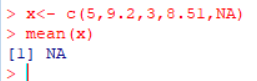 > x<- c(5,9.2,3,8.51,NA)
> mean(x)
[1] NA
>